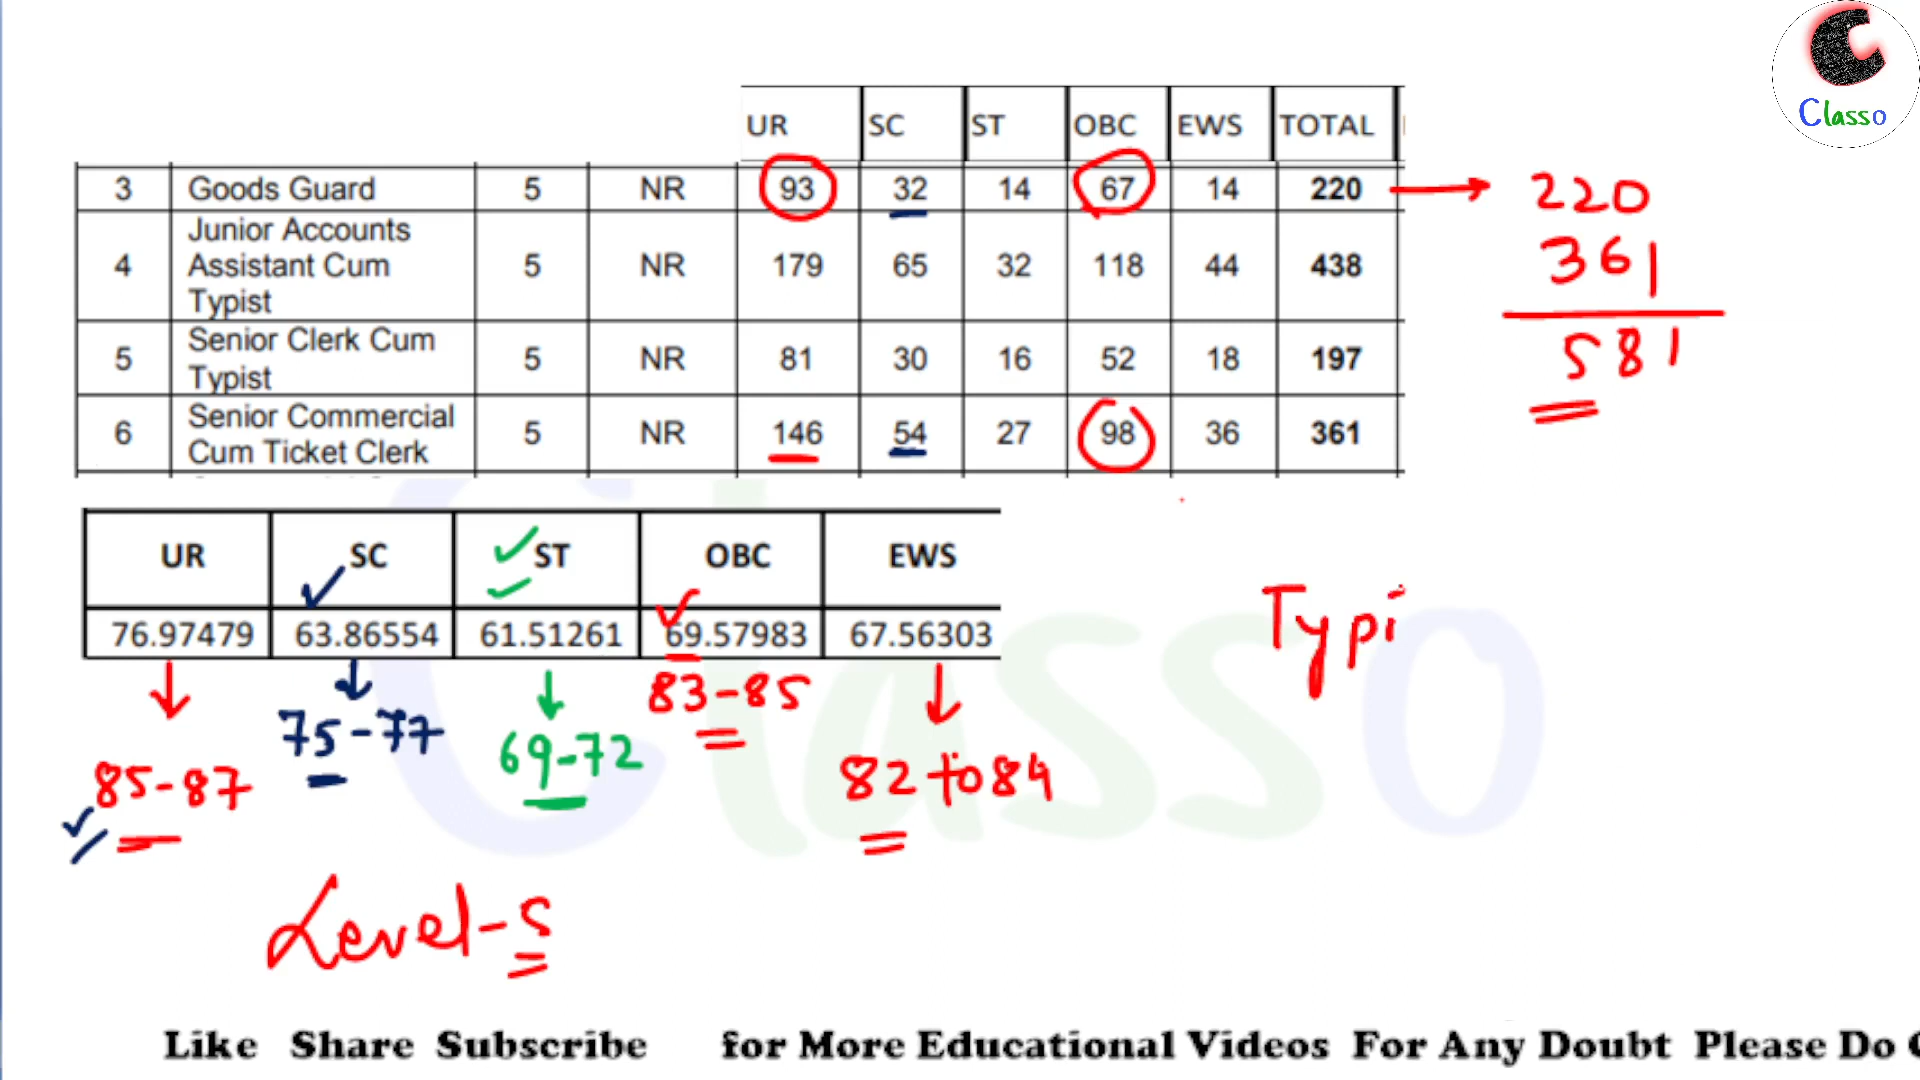 Classo
UR SC ST OBC EWS TOTAL
3 Goods Guard 5 NR 93 32 14 67 14 220 → 220
4 Junior Accounts Assistant Cum Typist 5 NR 179 65 32 118 44 438
361
581
5 Senior Clerk Cum Typist 5 NR 81 30 16 52 18 197
6 Senior Commercial Cum Ticket Clerk 5 NR 146 54 27 98 36 361
UR SC ST OBC EWS
76.97479 63.86554 61.51261 69.57983 67.56303
85-87 75-77 69-72 83-85 82 to 84
Typi
Level-5
Classo
Like Share Subscribe for More Educational Videos For Any Doubt Please Do